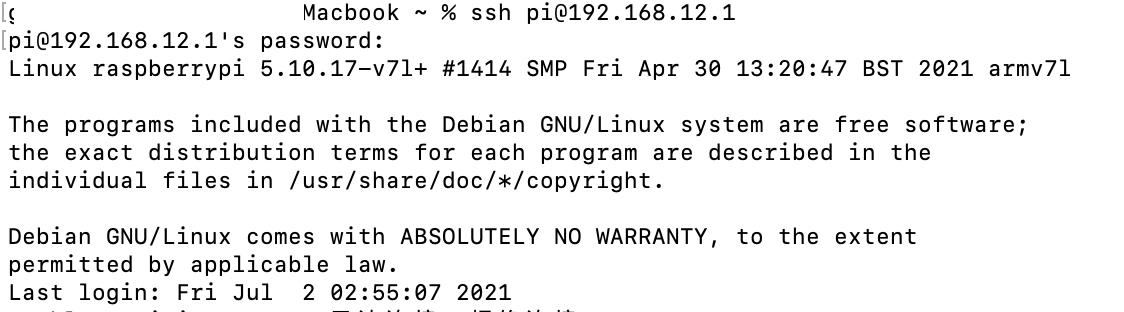 Macbook ~ % ssh pi@192.168.12.1
[pi@192.168.12.1's password:
Linux raspberrypi 5.10.17-v7l+ #1414 SMP Fri Apr 30 13:20:47 BST 2021 armv7l
The programs included with the Debian GNU/Linux system are free software;
the exact distribution terms for each program are described in the
individual files in /usr/share/doc/*/copyright.
Debian GNU/Linux comes with ABSOLUTELY NO WARRANTY, to the extent
permitted by applicable law.
Last login: Fri Jul  2 02:55:07 2021